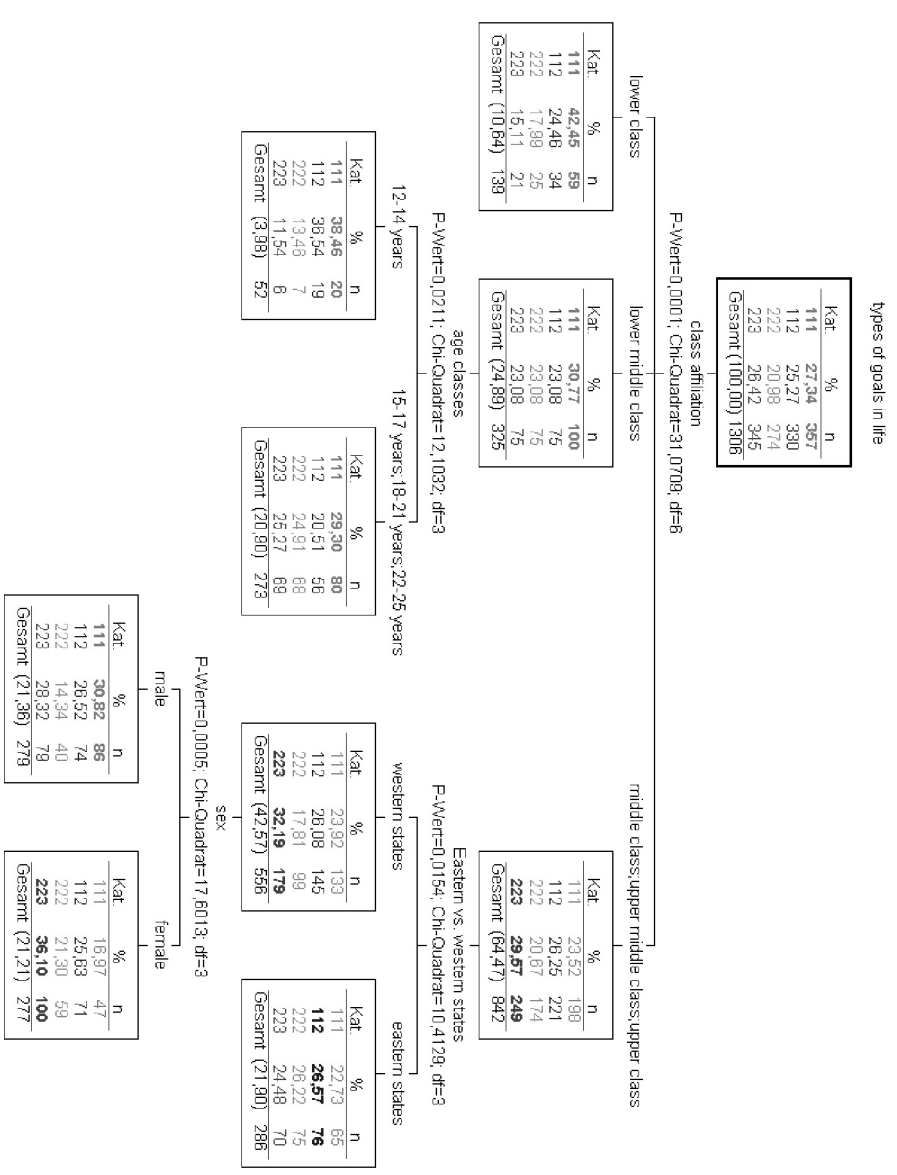 types of goals in life
Kat. % n
111 27,34 357
112 25,27 330
222 20,98 274
223 26,42 345
Gesamt (100,00) 1306
class affiliation
P-Wert=0,0001; Chi-Quadrat=31,0709; df=6
lower class
Kat. % n
111 42,45 59
112 24,46 34
222 17,99 25
223 15,11 21
Gesamt (10,64) 139
lower middle class
Kat. % n
111 30,77 100
112 23,08 75
222 23,08 75
223 23,08 75
Gesamt (24,89) 325
middle class;upper middle class;upper class
Kat. % n
111 23,52 198
112 26,25 221
222 20,67 174
223 29,57 249
Gesamt (64,47) 842
age classes
P-Wert=0,0211; Chi-Quadrat=12,1032; df=3
Eastern vs. western states
P-Wert=0,0154; Chi-Quadrat=10,4129; df=3
12-14 years
Kat. % n
111 38,46 20
112 36,54 19
222 13,46 7
223 11,54 6
Gesamt (3,98) 52
15-17 years;18-21 years;22-25 years
Kat. % n
111 29,30 80
112 20,51 56
222 24,91 68
223 25,27 69
Gesamt (20,90) 273
western states
Kat. % n
111 23,92 133
112 26,08 145
222 17,81 99
223 32,19 179
Gesamt (42,57) 556
eastern states
Kat. % n
111 22,73 65
112 26,57 76
222 26,22 75
223 24,48 70
Gesamt (21,90) 286
sex
P-Wert=0,0005; Chi-Quadrat=17,6013; df=3
male
Kat. % n
111 30,82 86
112 26,52 74
222 14,34 40
223 28,32 79
Gesamt (21,36) 279
female
Kat. % n
111 16,97 47
112 25,63 71
222 21,30 59
223 36,10 100
Gesamt (21,21) 277